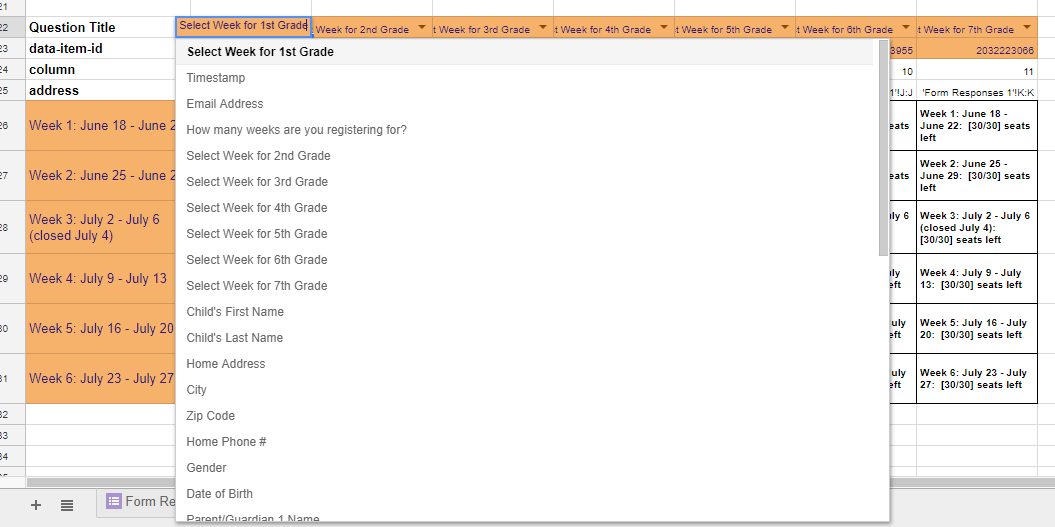 21
22 Question Title Select Week for 1st Grade t Week for 2nd Grade t Week for 3rd Grade t Week for 4th Grade t Week for 5th Grade t Week for 6th Grade t Week for 7th Grade
23 data-item-id 3955 2032223066
24 column 10 11
25 address 1'!J:J 'Form Responses 1'!K:K
Select Week for 1st Grade
Timestamp
Email Address
How many weeks are you registering for?
Select Week for 2nd Grade
Select Week for 3rd Grade
Select Week for 4th Grade
Select Week for 5th Grade
Select Week for 6th Grade
Select Week for 7th Grade
Child's First Name
Child's Last Name
Home Address
City
Zip Code
Home Phone #
Gender
Date of Birth
Parent/Guardian 1 Name
26 Week 1: June 18 - June 2
27 Week 2: June 25 - June 2
28 Week 3: July 2 - July 6
(closed July 4)
29 Week 4: July 9 - July 13
30 Week 5: July 16 - July 20
31 Week 6: July 23 - July 27
32
33
34
eats
eats
ly 6
eft
ly
eft
uly
eft
uly
eft
Week 1: June 18 -
June 22: [30/30] seats
left
Week 2: June 25 -
June 29: [30/30] seats
left
Week 3: July 2 - July 6
(closed July 4):
[30/30] seats left
Week 4: July 9 - July
13: [30/30] seats left
Week 5: July 16 - July
20: [30/30] seats left
Week 6: July 23 - July
27: [30/30] seats left
Form Re